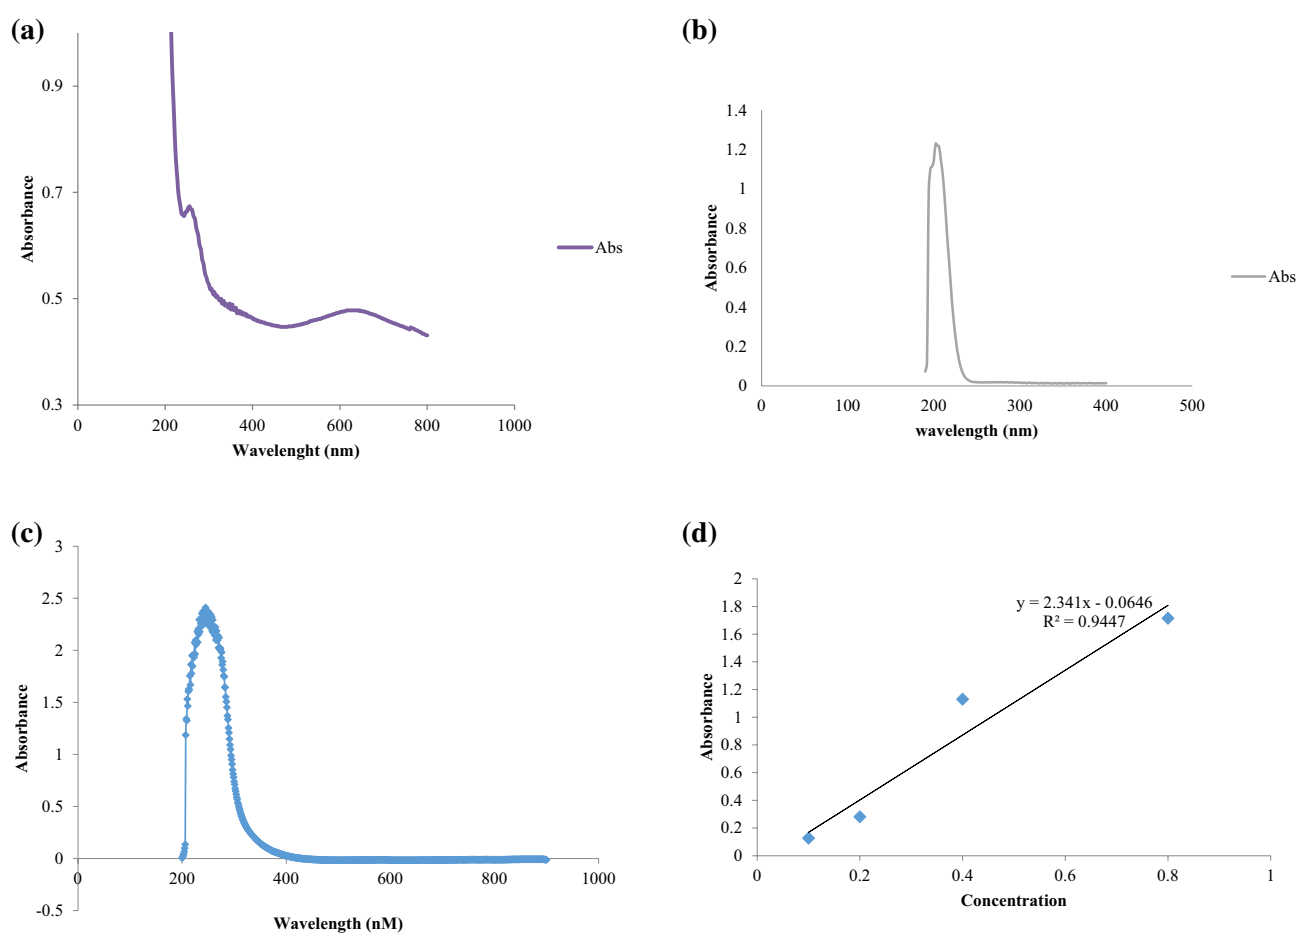 (a)
0.9
0.7
0.5
0.3
0 200 400 600 800 1000
Absorbance
Wavelenght (nm)
Abs
(b)
1.4
1.2
1
0.8
0.6
0.4
0.2
0
0 100 200 300 400 500
Absorbance
wavelength (nm)
Abs
(c)
3
2.5
2
1.5
1
0.5
0
-0.5
0 200 400 600 800 1000
Absorbance
Wavelength (nM)
(d)
2
1.8
1.6
1.4
1.2
1
0.8
0.6
0.4
0.2
0
0 0.2 0.4 0.6 0.8 1
Absorbance
Concentration
y = 2.341x - 0.0646
R² = 0.9447